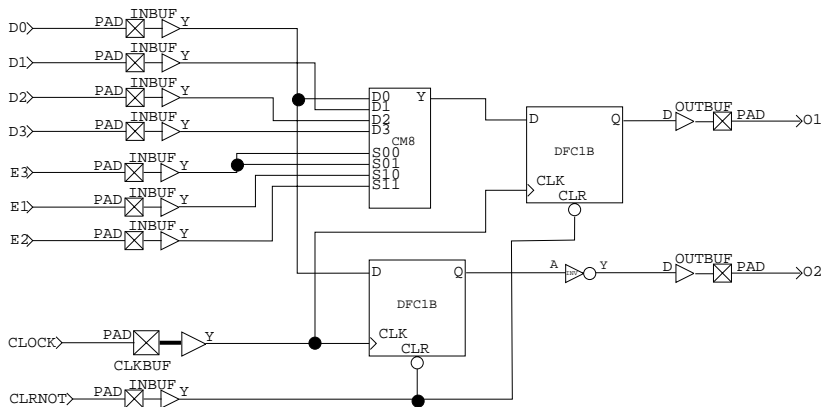 D0 PAD INBUF Y
D1 PAD INBUF Y
D2 PAD INBUF Y
D3 PAD INBUF Y
E3 PAD INBUF Y
E1 PAD INBUF Y
E2 PAD INBUF Y
D0 Y
D1
D2
D3
CM8
S00
S01
S10
S11
D Q
DFC1B
CLK
CLR
D OUTBUF PAD O1
D Q
DFC1B
CLK
CLR
A INV Y
D OUTBUF PAD O2
CLOCK PAD Y
CLKBUF
CLRNOT PAD INBUF Y